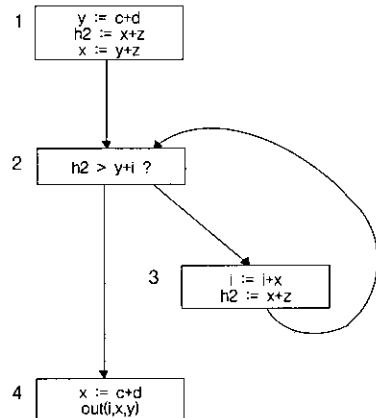 1
y := c+d
h2 := x+z
x := y+z
2
h2 > y+i ?
3
i := i+x
h2 := x+z
4
x := c+d
out(i,x,y)